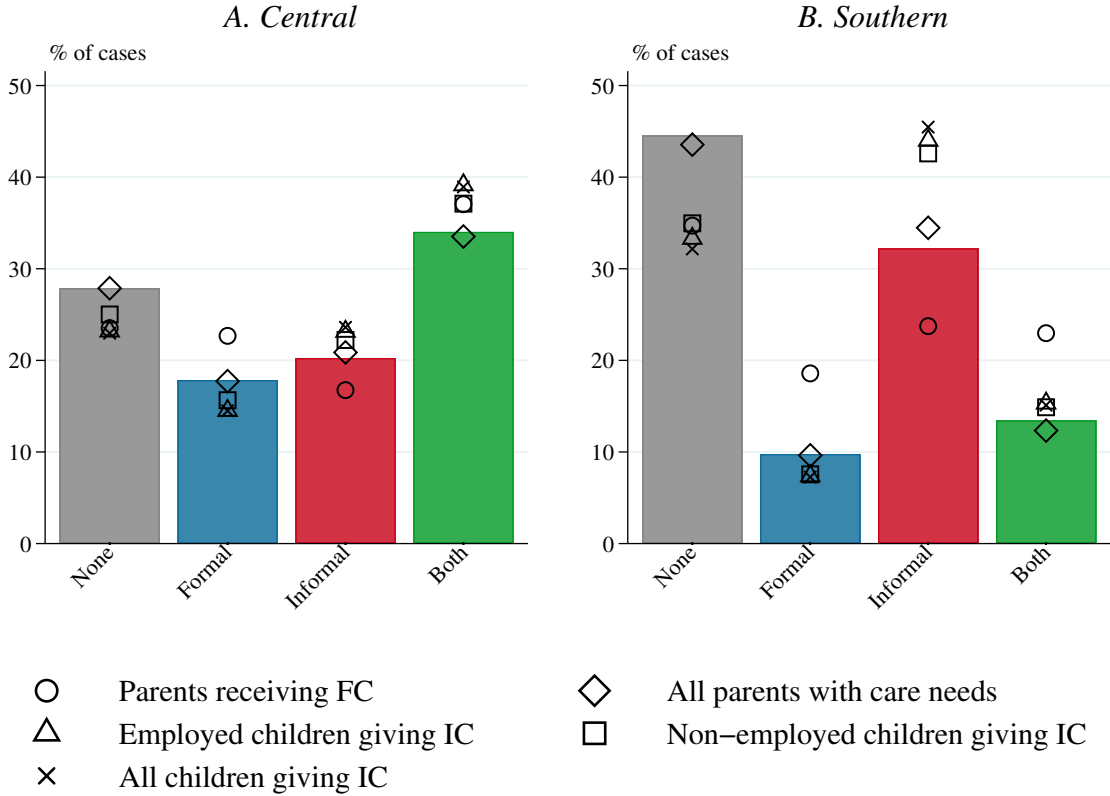 A. Central
% of cases
50
40
30
20
10
0
None
Formal
Informal
Both
B. Southern
% of cases
50
40
30
20
10
0
None
Formal
Informal
Both
Parents receiving FC
All parents with care needs
Employed children giving IC
Non−employed children giving IC
All children giving IC